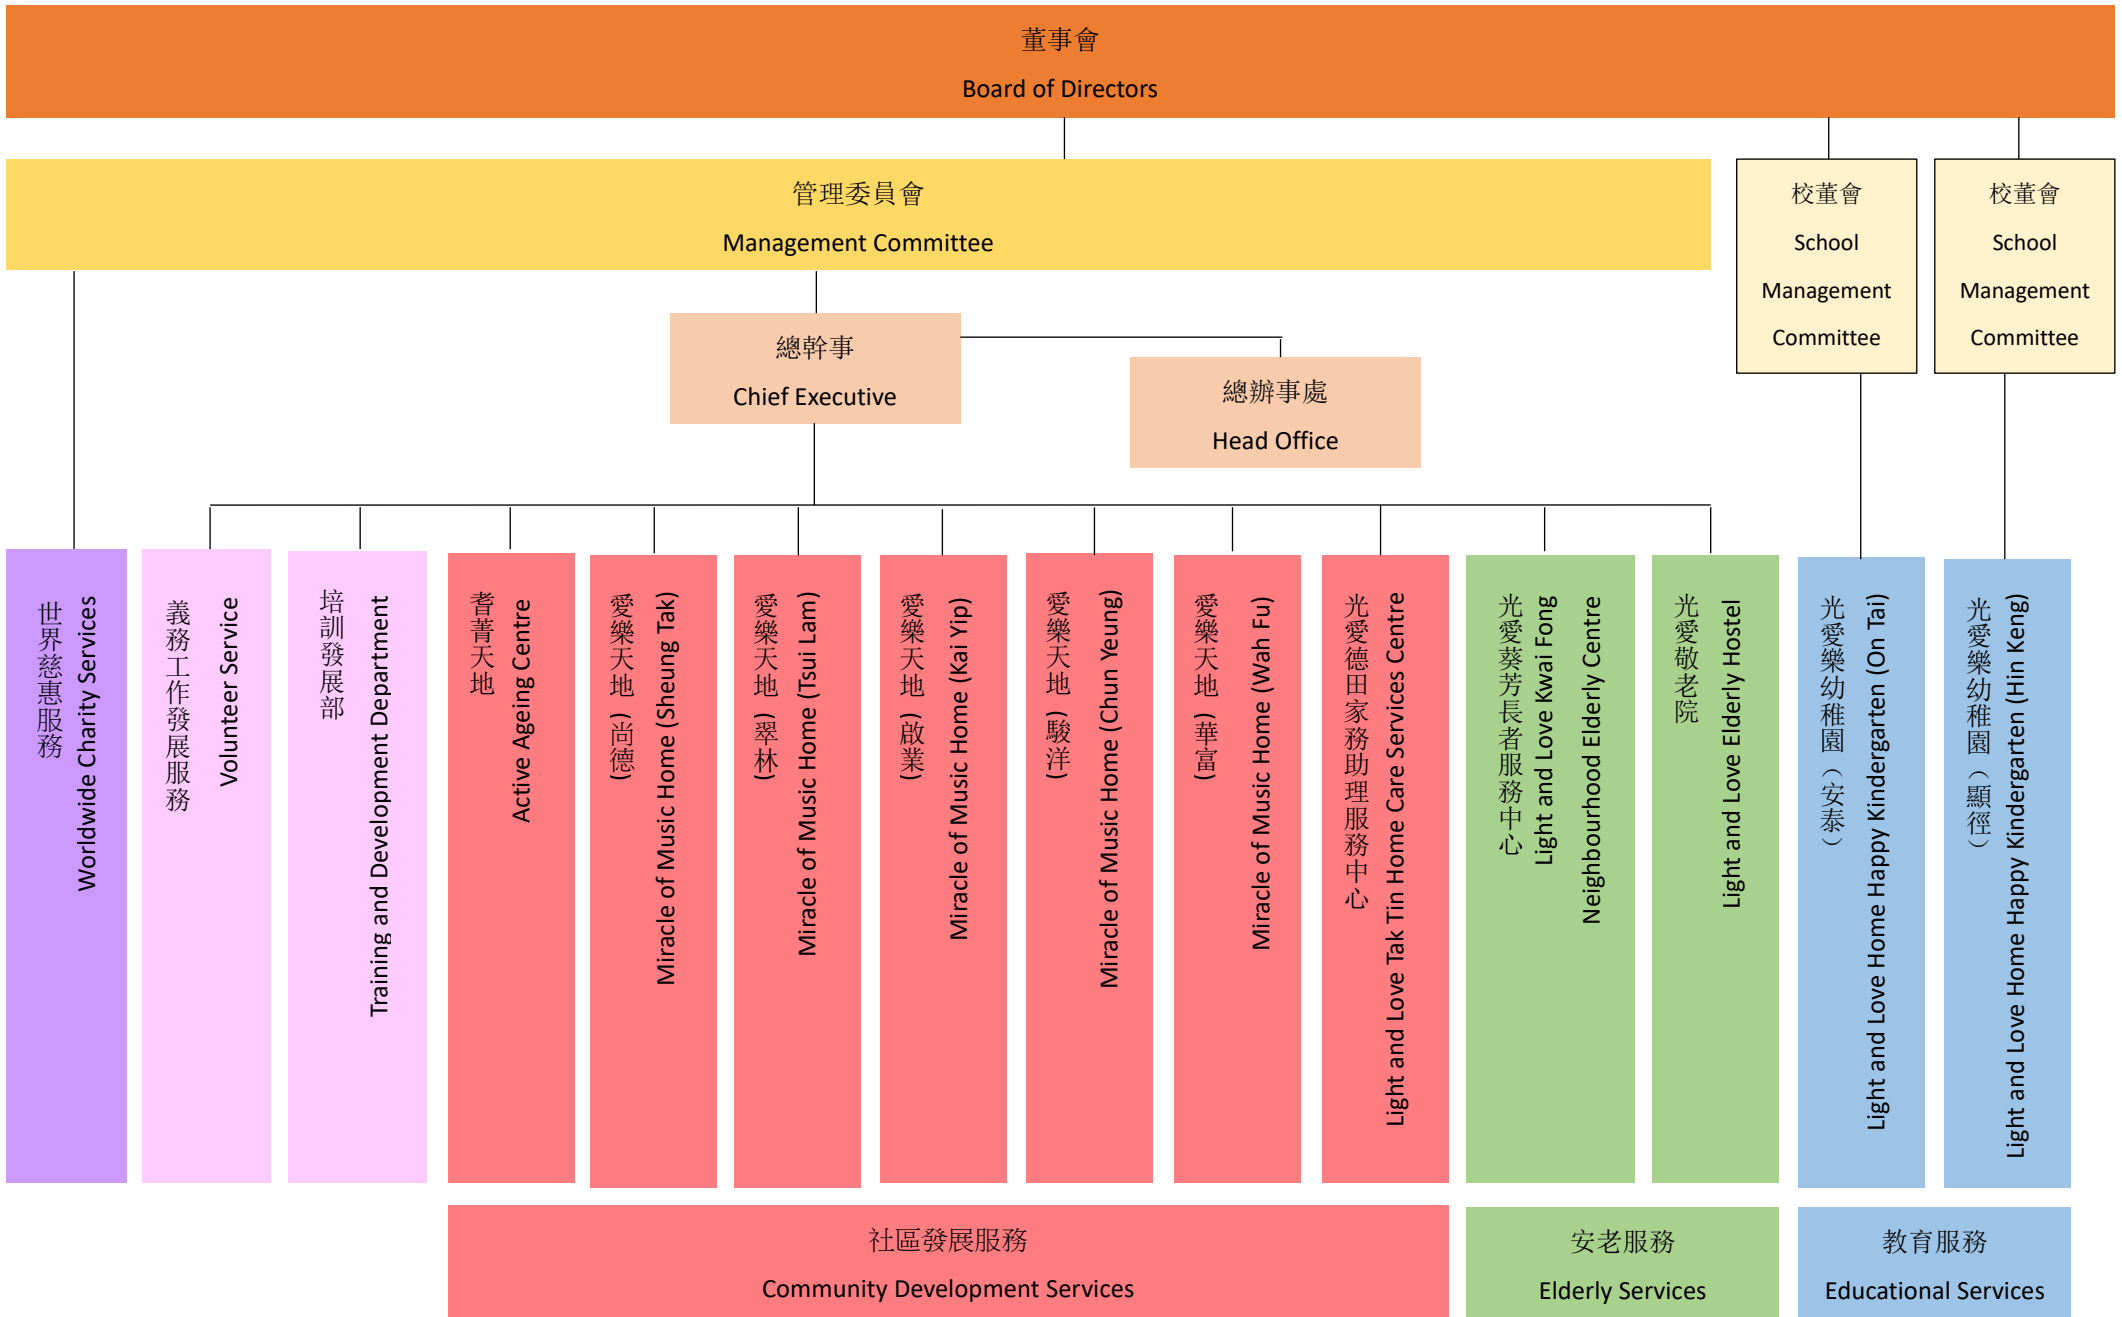 董事會
Board of Directors
管理委員會
Management Committee
校董會
School
Management
Committee
校董會
School
Management
Committee
總幹事
Chief Executive
總辦事處
Head Office
世界慈惠服務
Worldwide Charity Services
義務工作發展服務
Volunteer Service
培訓發展部
Training and Development Department
耆菁天地
Active Ageing Centre
愛樂天地(尚德)
Miracle of Music Home (Sheung Tak)
愛樂天地(翠林)
Miracle of Music Home (Tsui Lam)
愛樂天地(啟業)
Miracle of Music Home (Kai Yip)
愛樂天地(駿洋)
Miracle of Music Home (Chun Yeung)
愛樂天地(華富)
Miracle of Music Home (Wah Fu)
光愛德田家務助理服務中心
Light and Love Tak Tin Home Care Services Centre
光愛葵芳長者服務中心
Light and Love Kwai Fong
Neighbourhood Elderly Centre
光愛敬老院
Light and Love Elderly Hostel
光愛樂幼稚園（安泰）
Light and Love Home Happy Kindergarten (On Tai)
光愛樂幼稚園（顯徑）
Light and Love Home Happy Kindergarten (Hin Keng)
社區發展服務
Community Development Services
安老服務
Elderly Services
教育服務
Educational Services